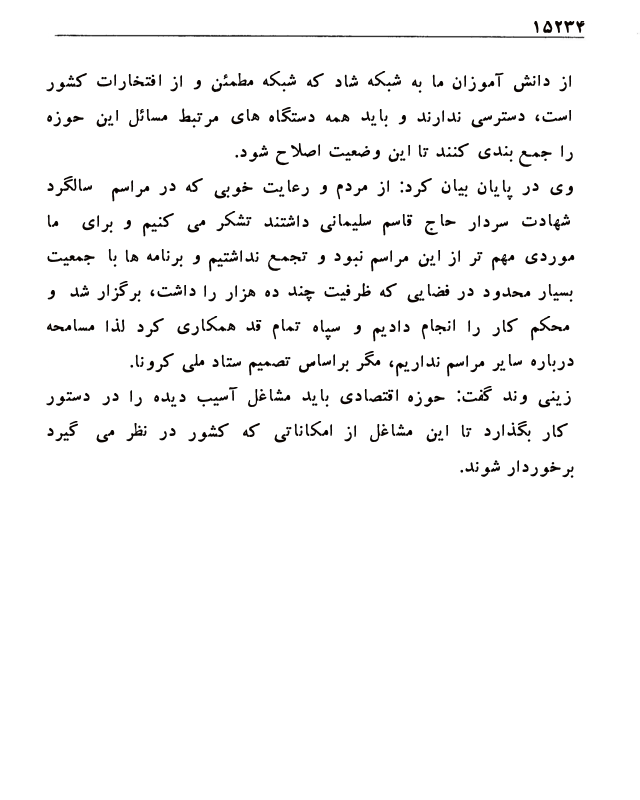 ۱۵۲۳۴
از دانش آموزان ما به شبکه شاد که شبکه مطمئن و از افتخارات کشور
است، دسترسی ندارند و باید همه دستگاه های مرتبط مسائل این حوزه
را جمع بندی کنند تا این وضعیت اصلاح شود.
وی در پایان بیان کرد: از مردم و رعایت خوبی که در مراسم سالگرد
شهادت سردار حاج قاسم سلیمانی داشتند تشکر می کنیم و برای ما
موردی مهم تر از این مراسم نبود و تجمع نداشتیم و برنامه ها با جمعیت
بسیار محدود در فضایی که ظرفیت چند ده هزار را داشت، برگزار شد و
محکم کار را انجام دادیم و سپاه تمام قد همکاری کرد لذا مسامحه
درباره سایر مراسم نداریم، مگر براساس تصمیم ستاد ملی کرونا.
زینی وند گفت: حوزه اقتصادی باید مشاغل آسیب دیده را در دستور
کار بگذارد تا این مشاغل از امکاناتی که کشور در نظر می گیرد
برخوردار شوند.